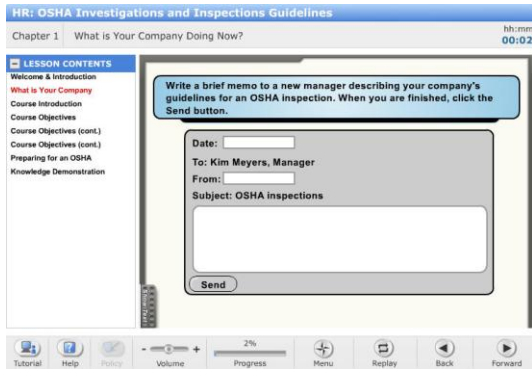 HR: OSHA Investigations and Inspections Guidelines
Chapter 1 What is Your Company Doing Now?
hh:mm
00:02
LESSON CONTENTS
Welcome & Introduction
What is Your Company
Course Introduction
Course Objectives
Course Objectives (cont.)
Course Objectives (cont.)
Preparing for an OSHA
Knowledge Demonstration
Write a brief memo to a new manager describing your company's
guidelines for an OSHA inspection. When you are finished, click the
Send button.
Date:
To: Kim Meyers, Manager
From:
Subject: OSHA inspections
Send
Tutorial
Help
Policy
- +
Volume
2%
Progress
Menu
Replay
Back
Forward